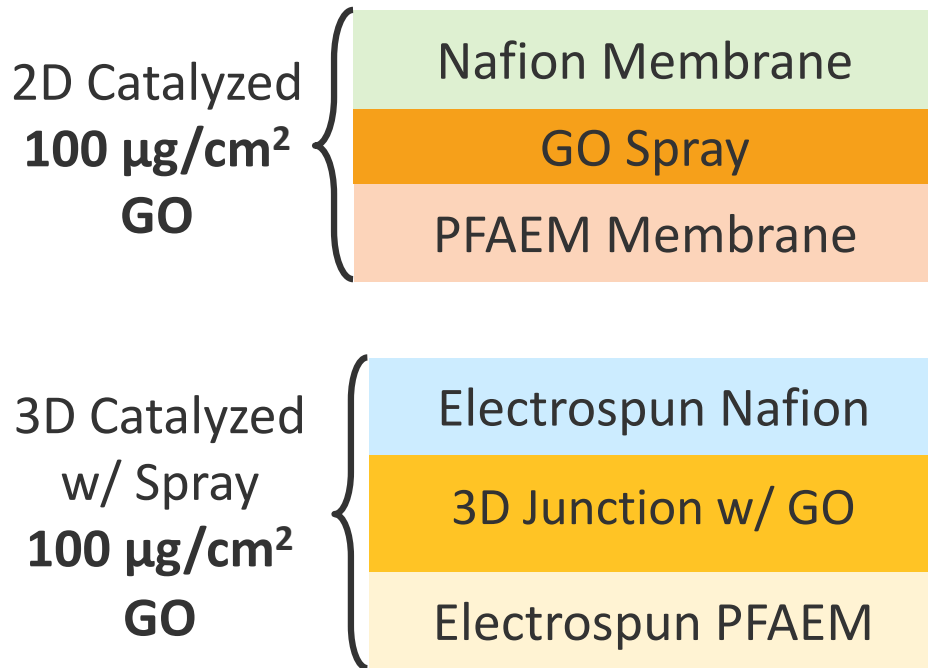 2D Catalyzed
100 µg/cm²
GO
Nafion Membrane
GO Spray
PFAEM Membrane
3D Catalyzed
w/ Spray
100 µg/cm²
GO
Electrospun Nafion
3D Junction w/ GO
Electrospun PFAEM